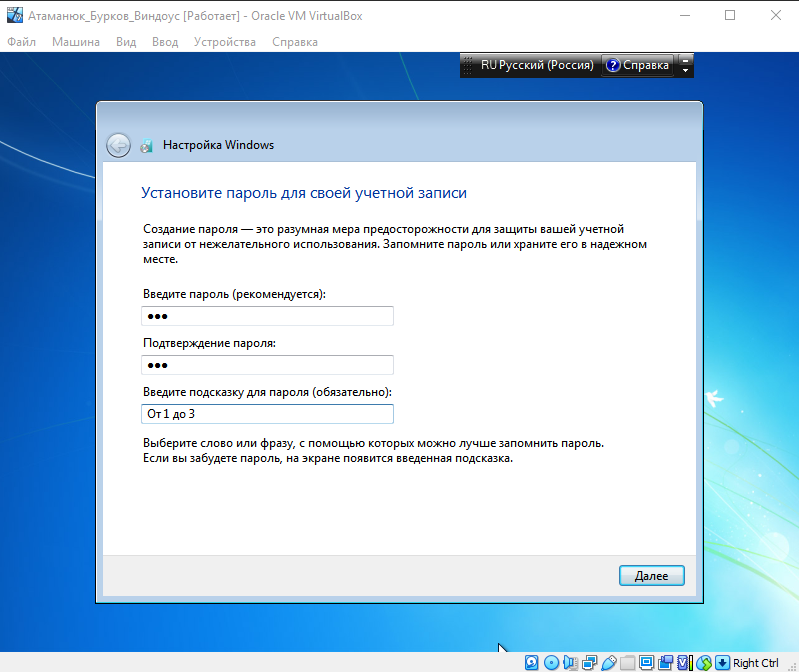 Атаманюк_Бурков_Виндоус [Работает] - Oracle VM VirtualBox
Файл Машина Вид Ввод Устройства Справка
RU Русский (Россия) ? Справка
Настройка Windows
Установите пароль для своей учетной записи
Создание пароля — это разумная мера предосторожности для защиты вашей учетной
записи от нежелательного использования. Запомните пароль или храните его в надежном
месте.
Введите пароль (рекомендуется):
●●●
Подтверждение пароля:
●●●
Введите подсказку для пароля (обязательно):
От 1 до 3
Выберите слово или фразу, с помощью которых можно лучше запомнить пароль.
Если вы забудете пароль, на экране появится введенная подсказка.
Далее
Right Ctrl